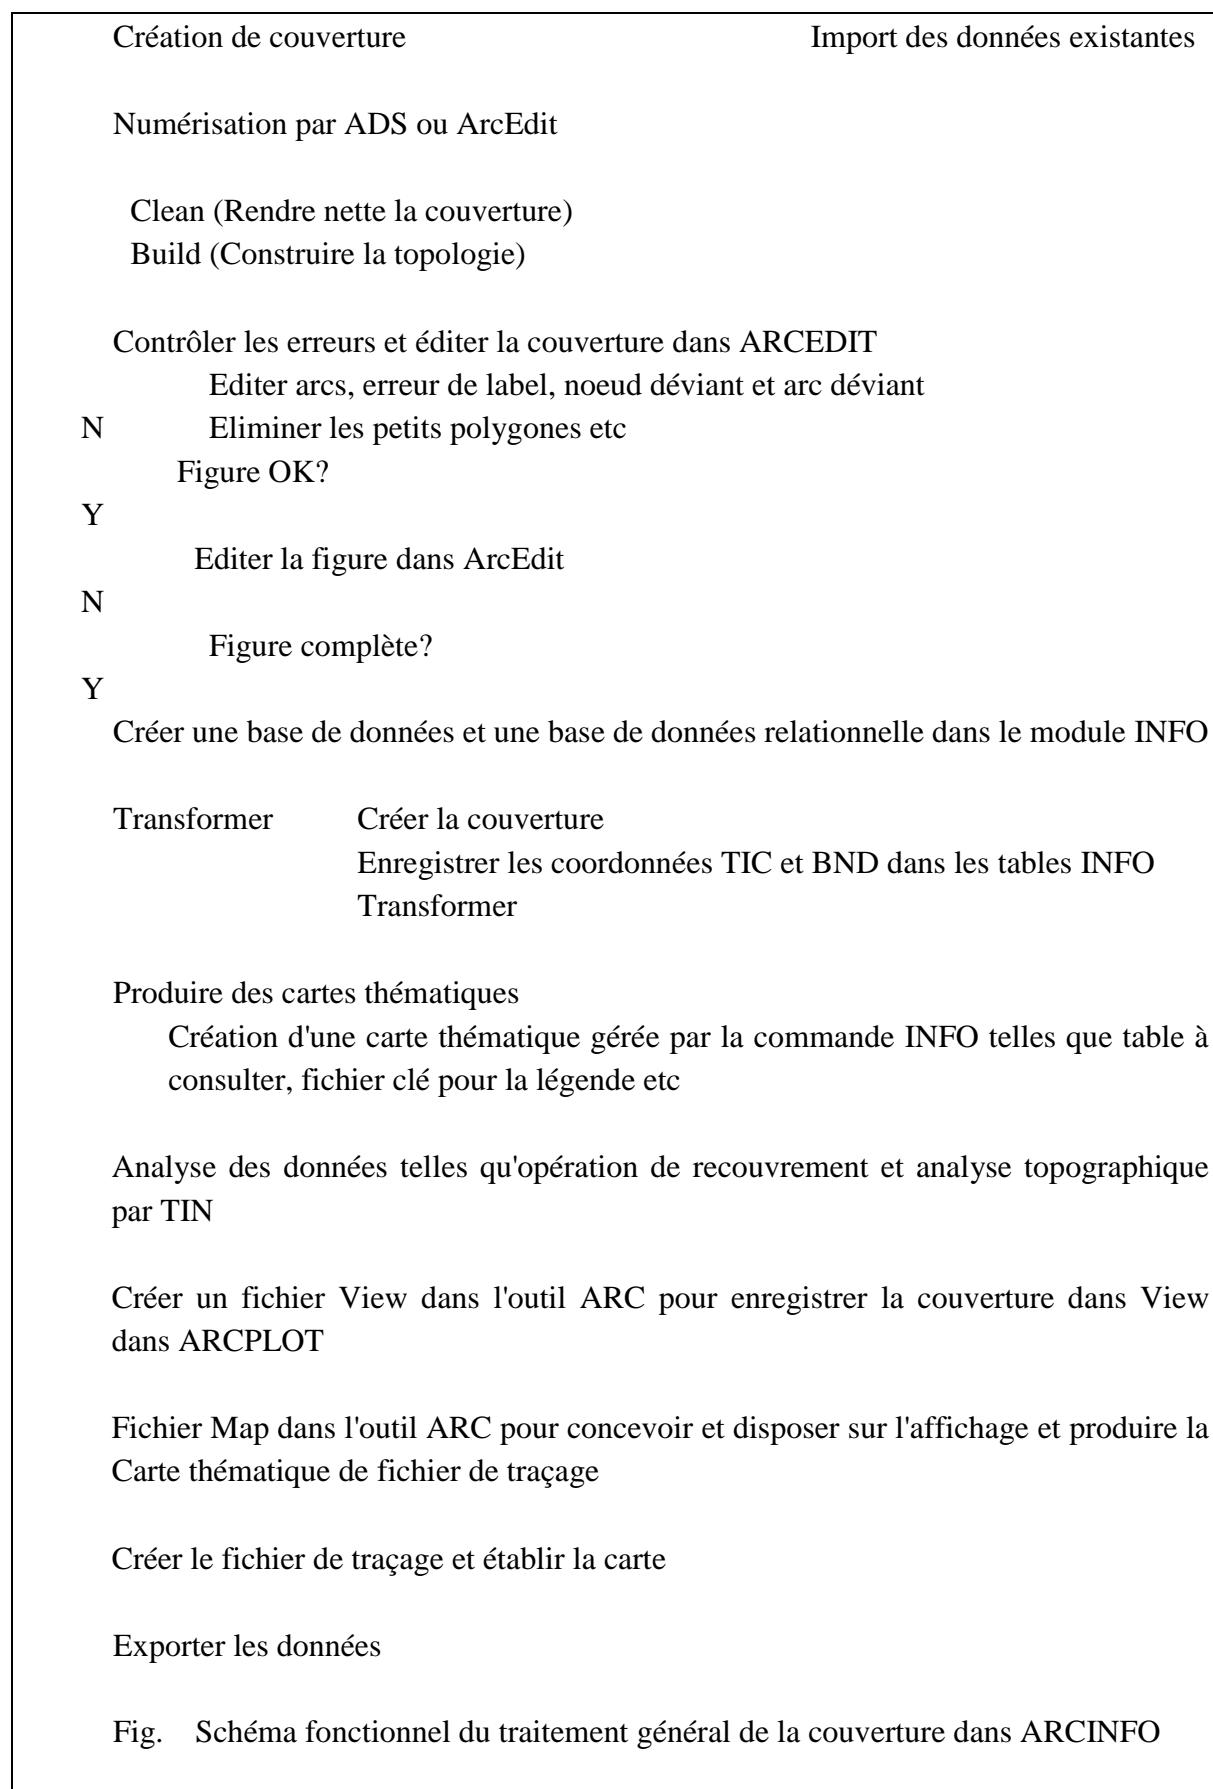 Création de couverture Import des données existantes
Numérisation par ADS ou ArcEdit
Clean (Rendre nette la couverture)
Build (Construire la topologie)
Contrôler les erreurs et éditer la couverture dans ARCEDIT
Editer arcs, erreur de label, noeud déviant et arc déviant
N Eliminer les petits polygones etc
Figure OK?
Y
Editer la figure dans ArcEdit
N
Figure complète?
Y
Créer une base de données et une base de données relationnelle dans le module INFO
Transformer Créer la couverture
Enregistrer les coordonnées TIC et BND dans les tables INFO
Transformer
Produire des cartes thématiques
Création d'une carte thématique gérée par la commande INFO telles que table à
consulter, fichier clé pour la légende etc
Analyse des données telles qu'opération de recouvrement et analyse topographique
par TIN
Créer un fichier View dans l'outil ARC pour enregistrer la couverture dans View
dans ARCPLOT
Fichier Map dans l'outil ARC pour concevoir et disposer sur l'affichage et produire la
Carte thématique de fichier de traçage
Créer le fichier de traçage et établir la carte
Exporter les données
Fig. Schéma fonctionnel du traitement général de la couverture dans ARCINFO